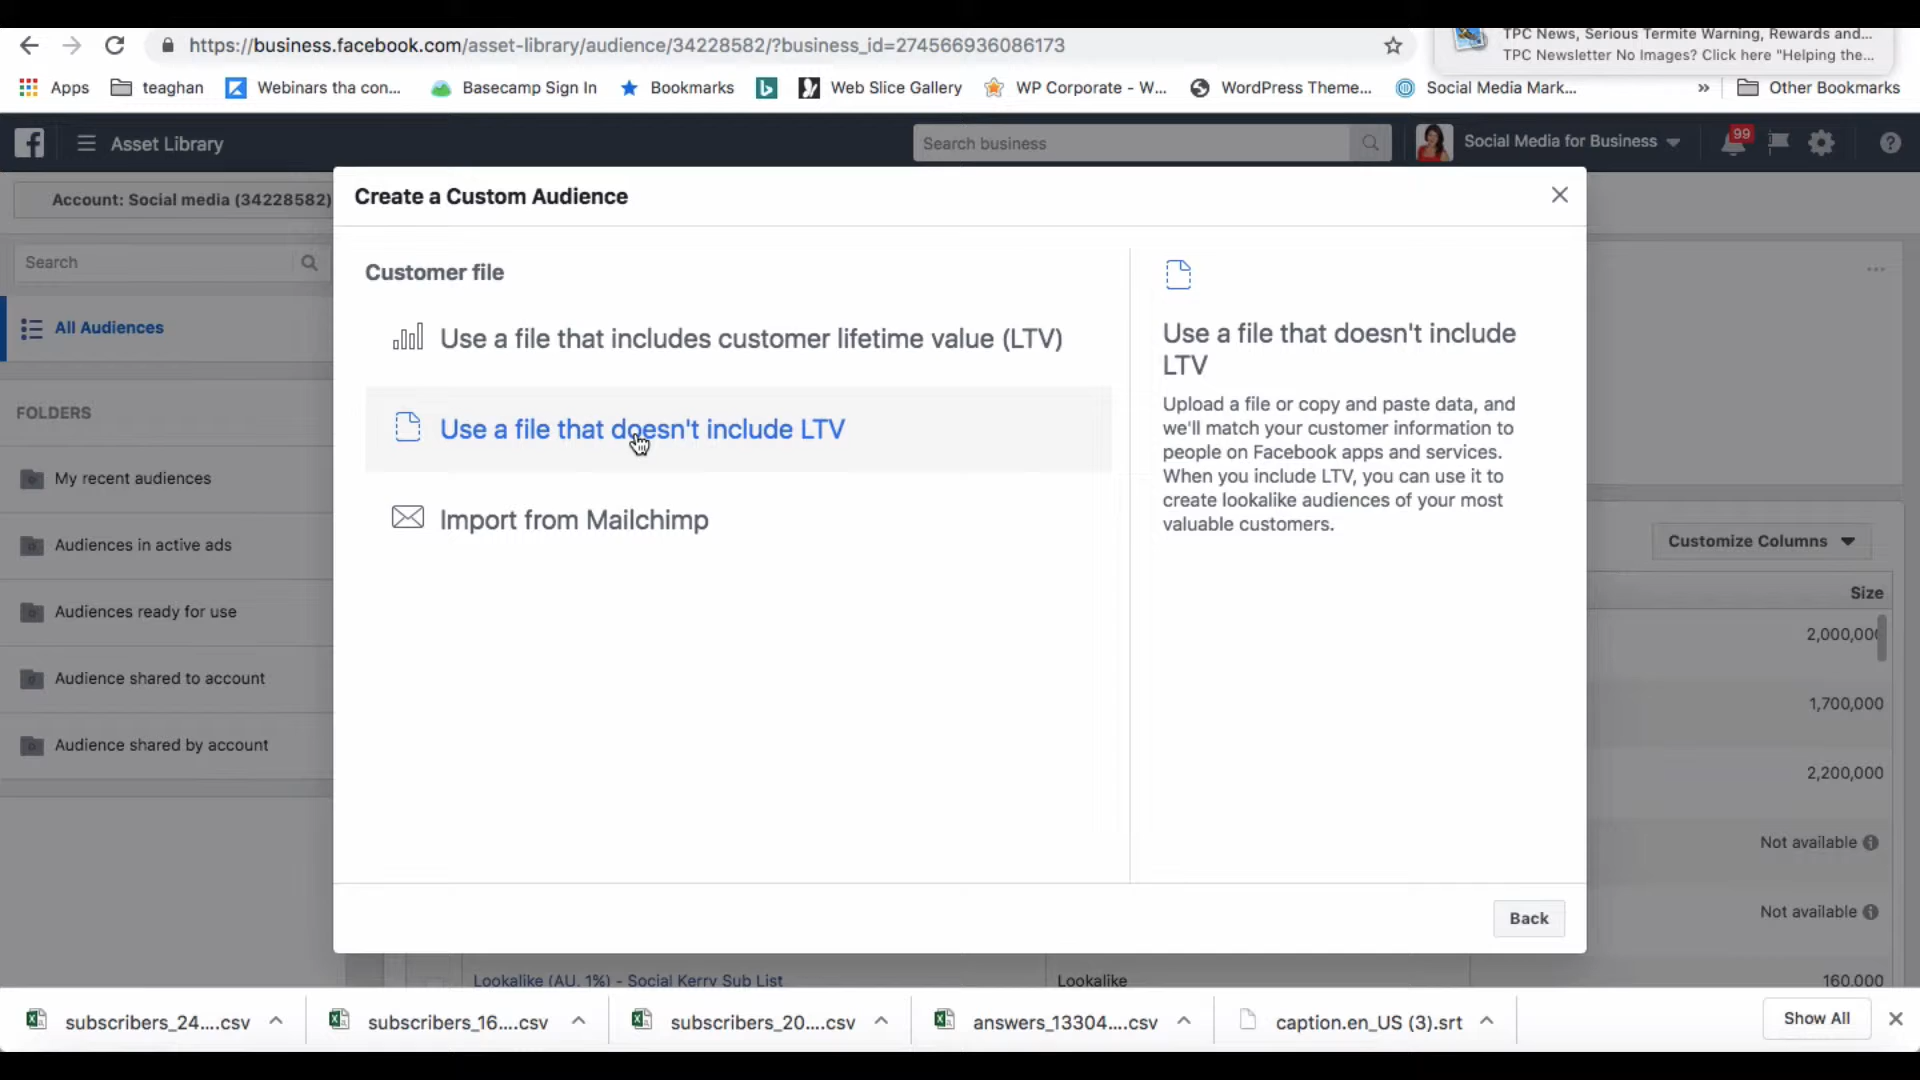 TPC News, Serious Termite Warning, Rewards and...
https://business.facebook.com/asset-library/audience/34228582/?business_id=274566936086173
TPC Newsletter No Images? Click here "Helping the...
Apps teaghan Webinars tha con... Basecamp Sign In Bookmarks Web Slice Gallery WP Corporate - W... WordPress Theme... Social Media Mark... » Other Bookmarks
Asset Library Search business Social Media for Business 99
Account: Social media (34228582)
Create a Custom Audience
Search
All Audiences
FOLDERS
My recent audiences
Audiences in active ads
Audiences ready for use
Audience shared to account
Audience shared by account
Customer file
Use a file that includes customer lifetime value (LTV)
Use a file that doesn't include LTV
Import from Mailchimp
Use a file that doesn't include
LTV
Upload a file or copy and paste data, and
we'll match your customer information to
people on Facebook apps and services.
When you include LTV, you can use it to
create lookalike audiences of your most
valuable customers.
Back
Customize Columns
Size
2,000,000
1,700,000
2,200,000
Not available
Not available
Lookalike (AU, 1%) - Social Kerry Sub List Lookalike 160,000
subscribers_24....csv subscribers_16....csv subscribers_20....csv answers_13304....csv caption.en_US (3).srt Show All